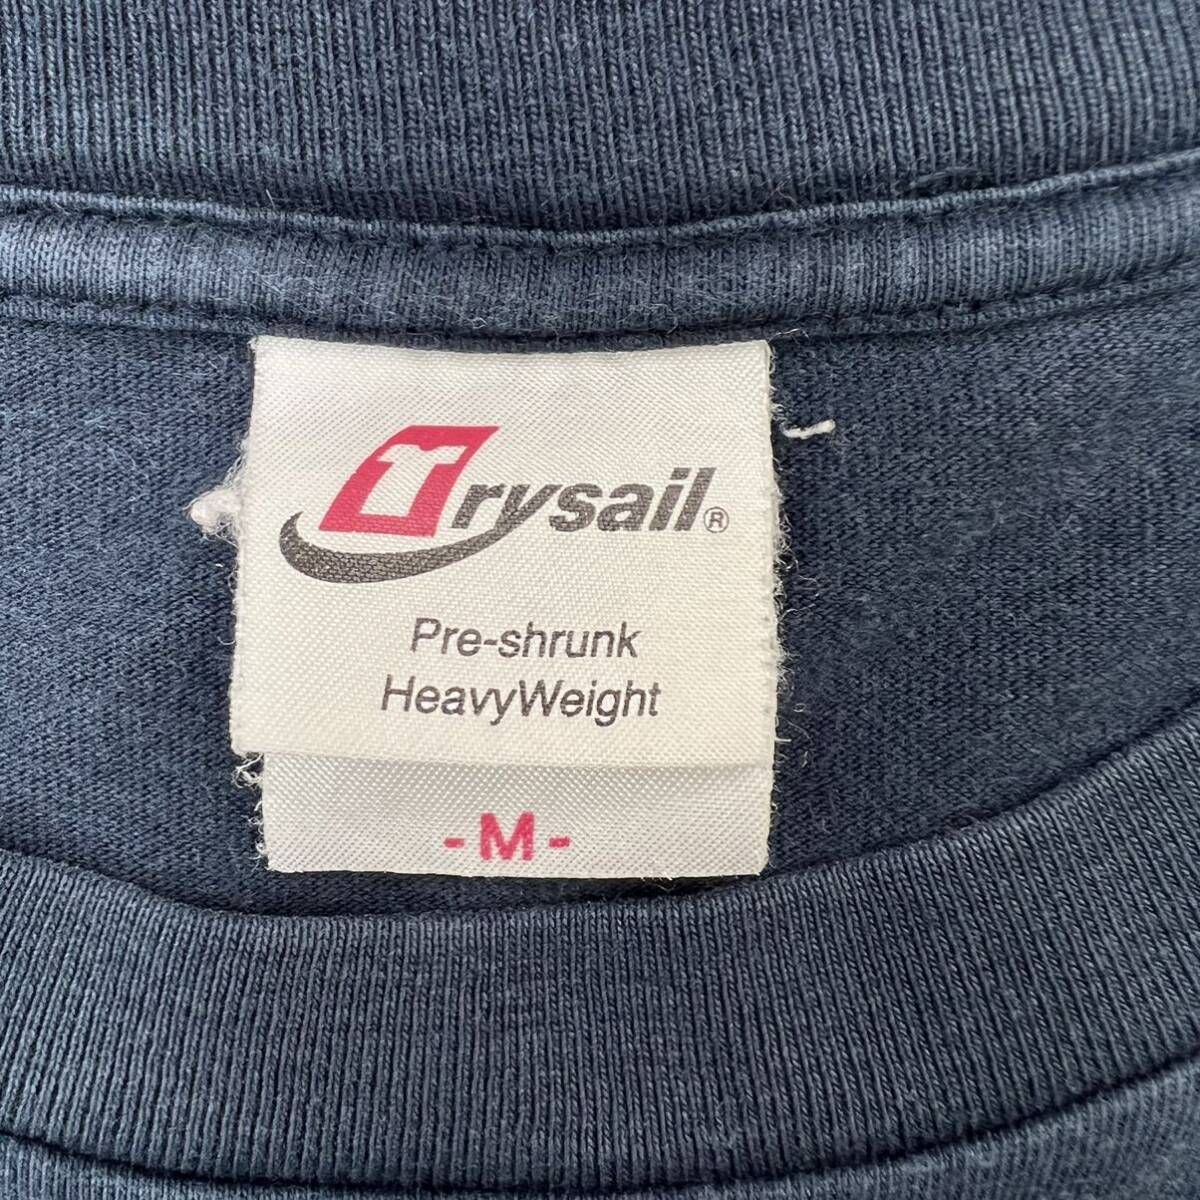 Trysail®
Pre-shrunk
HeavyWeight
- M -